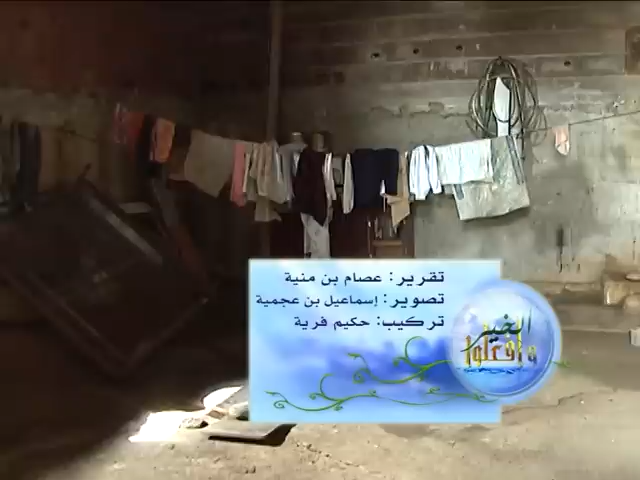 تقرير: عصام بن منية
تصوير: إسماعيل بن عجمية
تركيب: حكيم فرية
وافعلوا الخير